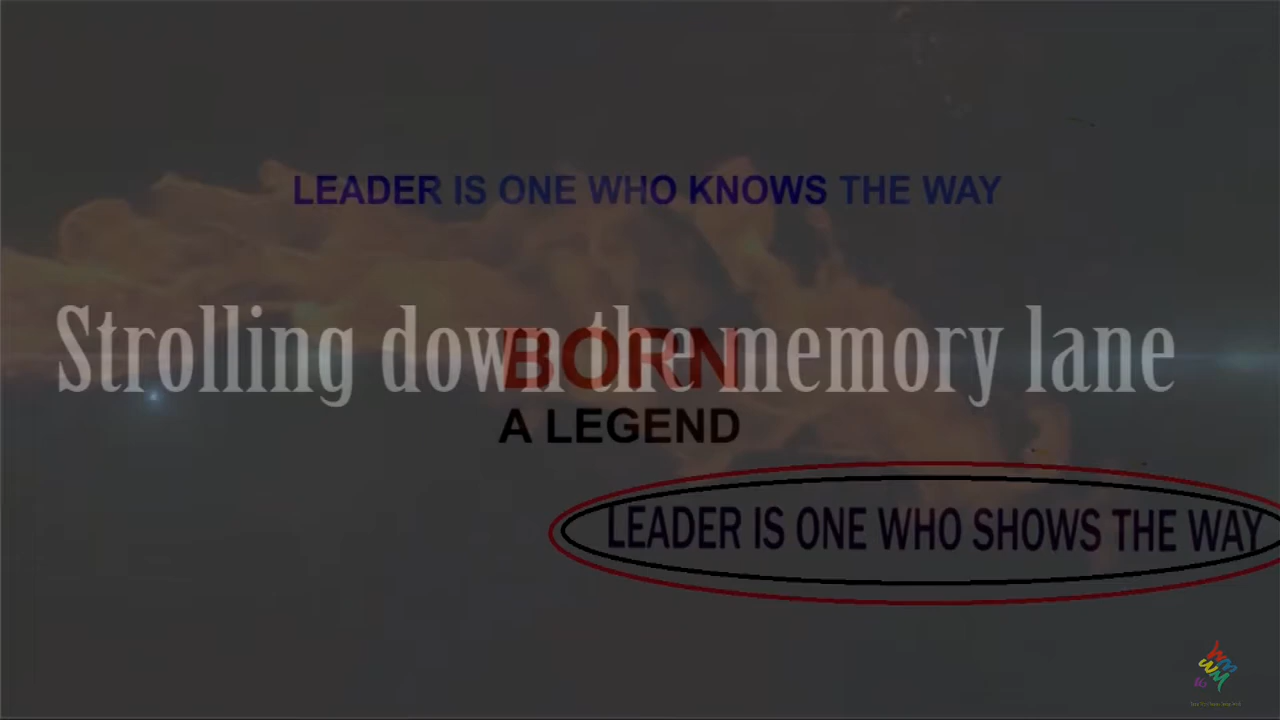 LEADER IS ONE WHO KNOWS THE WAY
Strolling down the memory lane
BORN
A LEGEND
LEADER IS ONE WHO SHOWS THE WAY